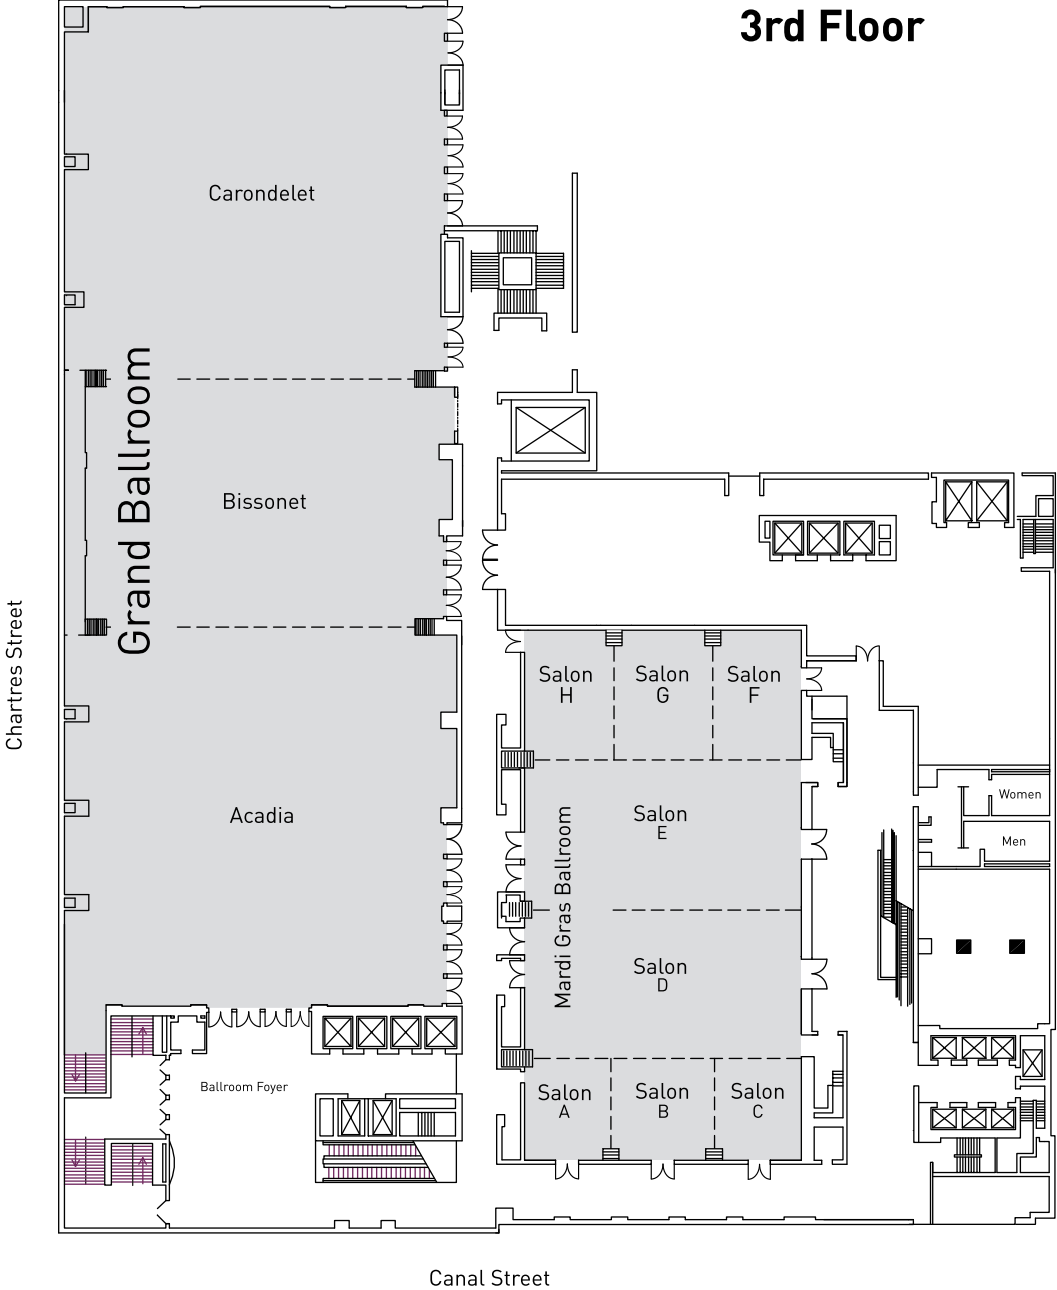 3rd Floor
Carondelet
Grand Ballroom
Bissonet
Chartres Street
Acadia
Salon
H
Salon
G
Salon
F
Salon
E
Women
Men
Mardi Gras Ballroom
Salon
D
Ballroom Foyer
Salon
A
Salon
B
Salon
C
Canal Street